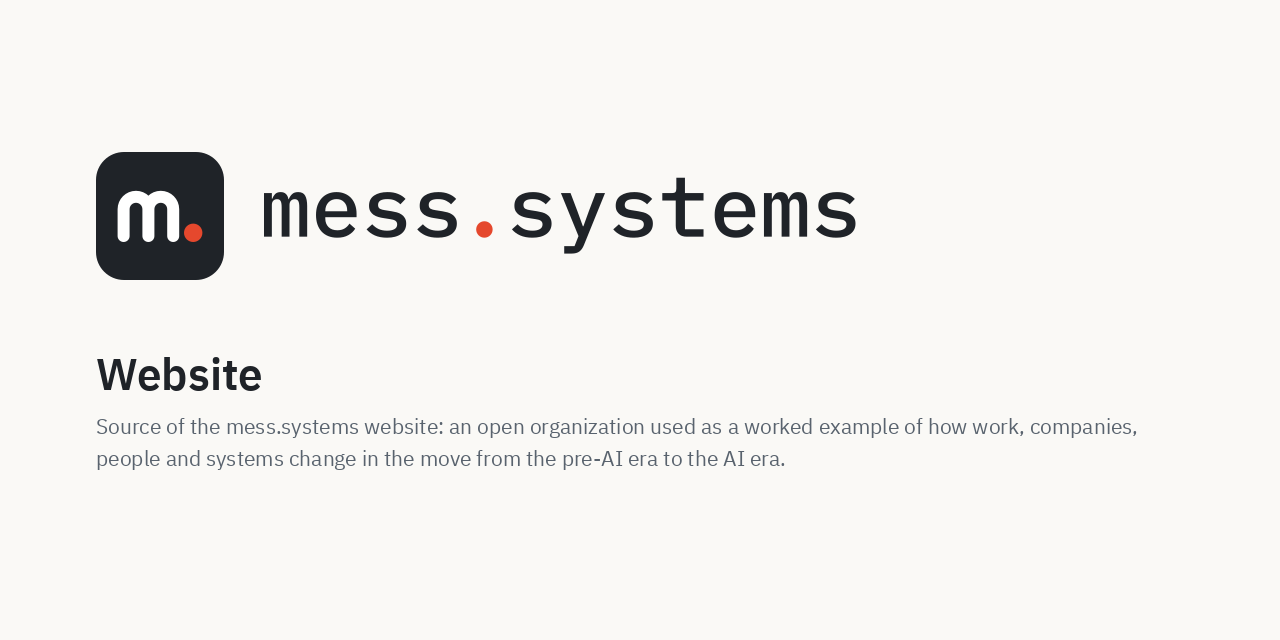 m.
mess.systems
Website
Source of the mess.systems website: an open organization used as a worked example of how work, companies,
people and systems change in the move from the pre-AI era to the AI era.